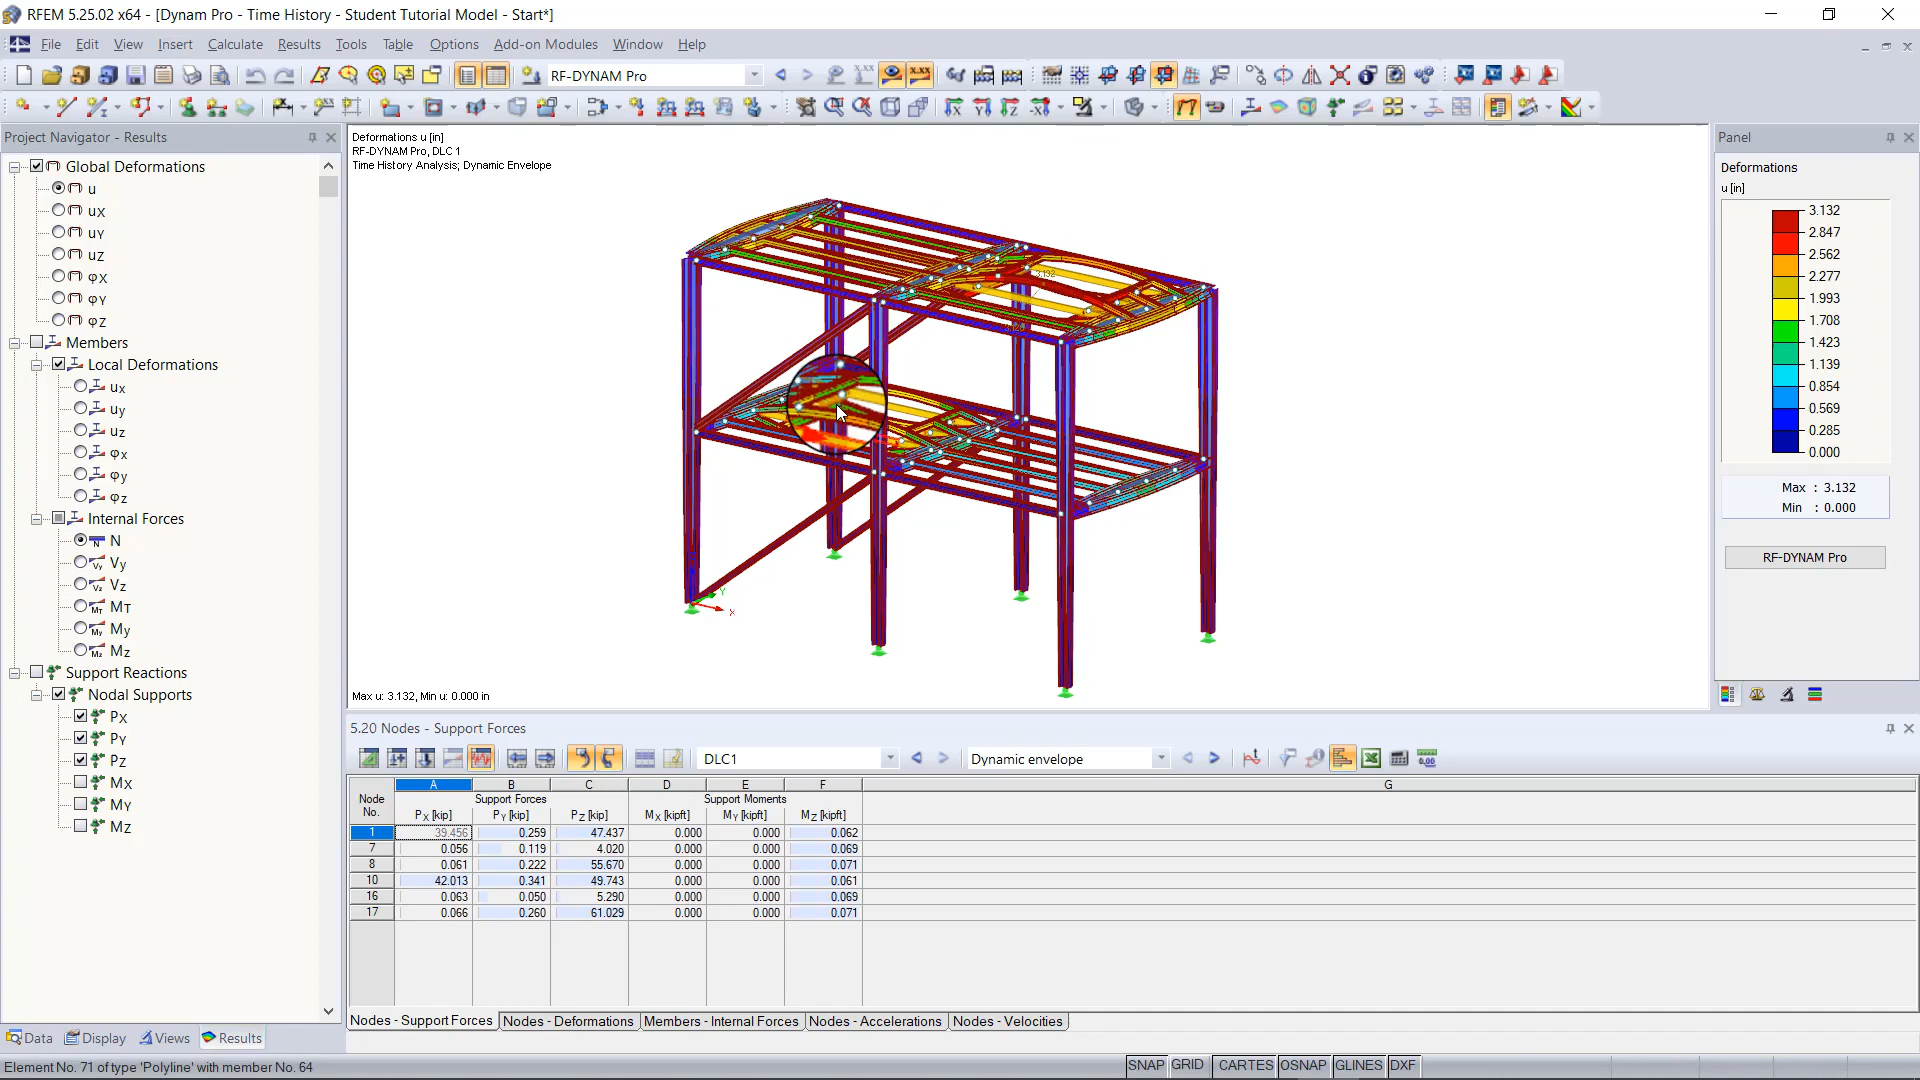 RFEM 5.25.02 x64 - [Dynam Pro - Time History - Student Tutorial Model - Start*]
File Edit View Insert Calculate Results Tools Table Options Add-on Modules Window Help
RF-DYNAM Pro
Project Navigator - Results
Global Deformations
u
uX
uY
uZ
φX
φY
φZ
Members
Local Deformations
ux
uy
uz
φx
φy
φz
Internal Forces
N
Vy
Vz
MT
My
Mz
Support Reactions
Nodal Supports
PX
PY
PZ
MX
MY
MZ
Data Display Views Results
Deformations u [in]
RF-DYNAM Pro, DLC 1
Time History Analysis; Dynamic Envelope
3.132
Y
X
Max u: 3.132, Min u: 0.000 in
Panel
Deformations
u [in]
3.132
2.847
2.562
2.277
1.993
1.708
1.423
1.139
0.854
0.569
0.285
0.000
Max : 3.132
Min : 0.000
RF-DYNAM Pro
5.20 Nodes - Support Forces
DLC1 Dynamic envelope
A B C D E F G
Node Support Forces Support Moments
No. PX [kip] PY [kip] PZ [kip] MX [kipft] MY [kipft] MZ [kipft]
1 39.456 0.259 47.437 0.000 0.000 0.062
7 0.056 0.119 4.020 0.000 0.000 0.069
8 0.061 0.222 55.670 0.000 0.000 0.071
10 42.013 0.341 49.743 0.000 0.000 0.061
16 0.063 0.050 5.290 0.000 0.000 0.069
17 0.066 0.260 61.029 0.000 0.000 0.071
Nodes - Support Forces Nodes - Deformations Members - Internal Forces Nodes - Accelerations Nodes - Velocities
Element No. 71 of type 'Polyline' with member No. 64
SNAP GRID CARTES OSNAP GLINES DXF